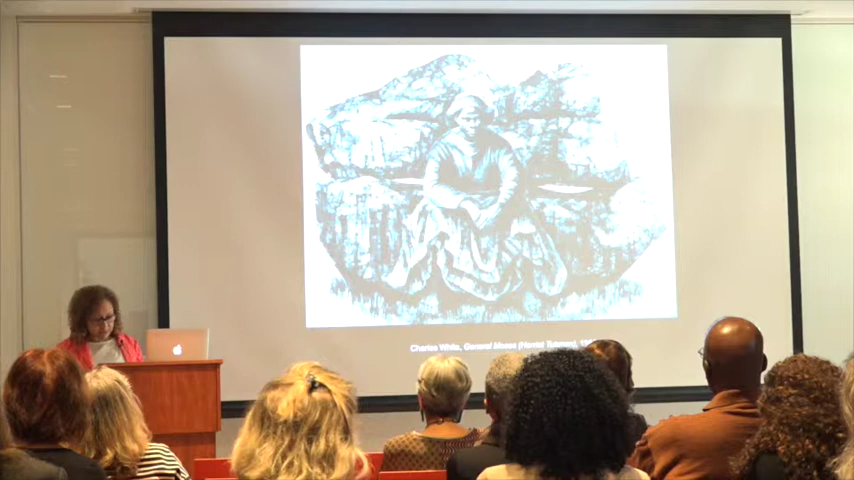 Charles White, General Moses (Harriet Tubman),